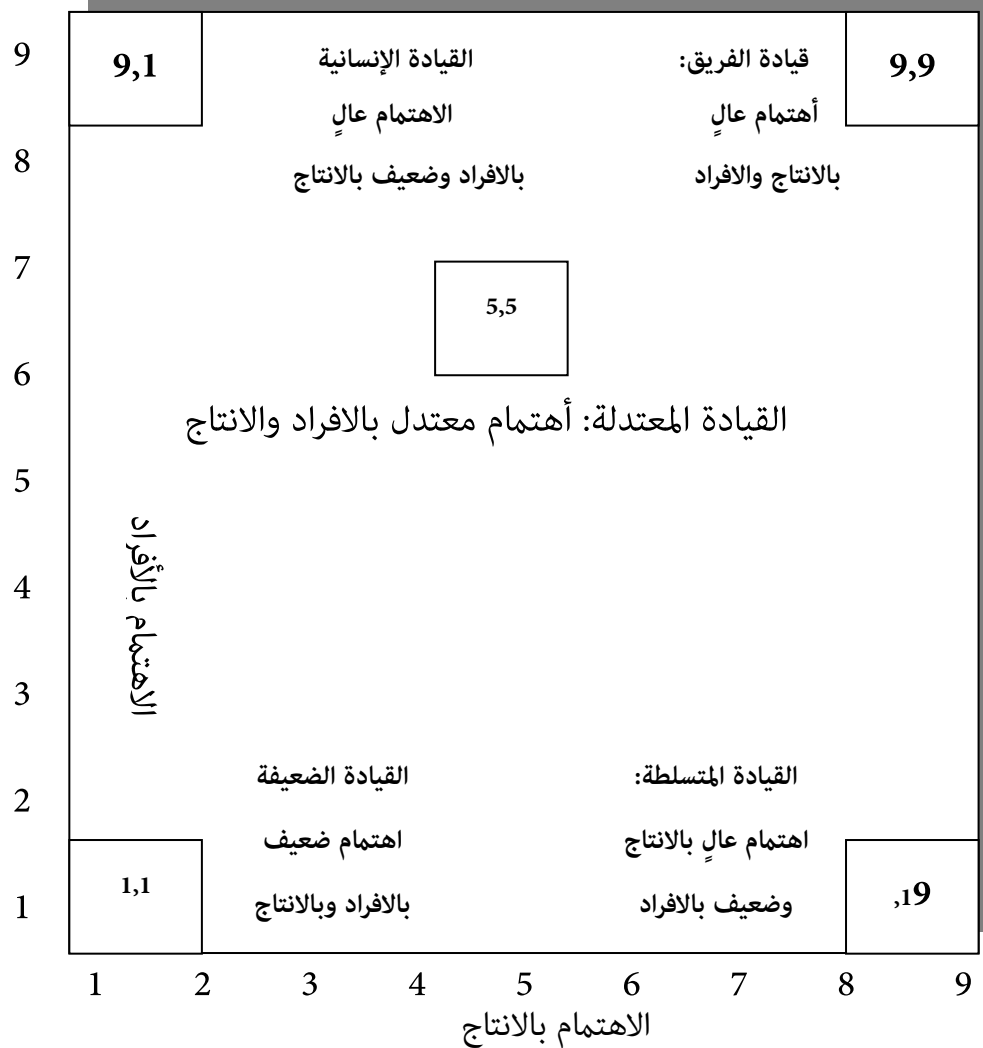 9
9,1
القيادة الإنسانية
الاهتمام عالٍ
بالافراد وضعيف بالانتاج
قيادة الفريق:
أهتمام عالٍ
بالانتاج والافراد
9,9
8
7
5,5
6
القيادة المعتدلة: أهتمام معتدل بالافراد والانتاج
5
الاهتمام بالأفراد
4
3
2
القيادة الضعيفة
اهتمام ضعيف
بالافراد وبالانتاج
القيادة المتسلطة:
اهتمام عالٍ بالانتاج
وضعيف بالافراد
1,1
,19
1
1 2 3 4 5 6 7 8 9
الاهتمام بالانتاج